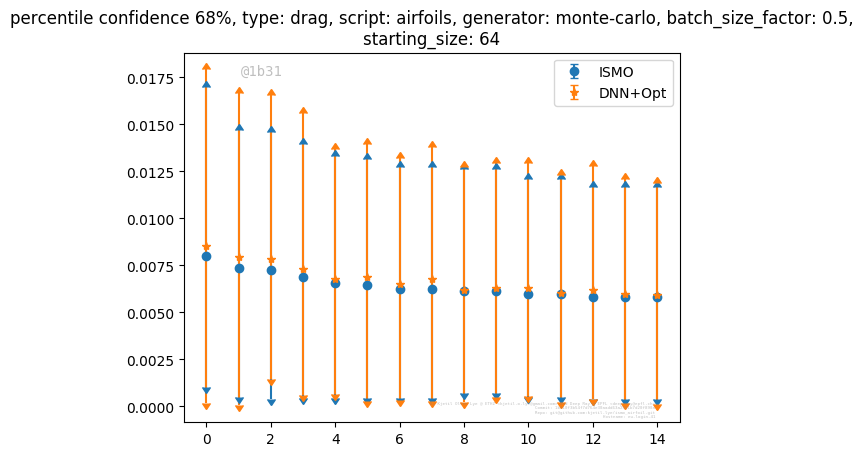 percentile confidence 68%, type: drag, script: airfoils, generator: monte-carlo, batch_size_factor: 0.5,
starting_size: 64
@1b31
ISMO
DNN+Opt
0.0175
0.0150
0.0125
0.0100
0.0075
0.0050
0.0025
0.0000
0 2 4 6 8 10 12 14